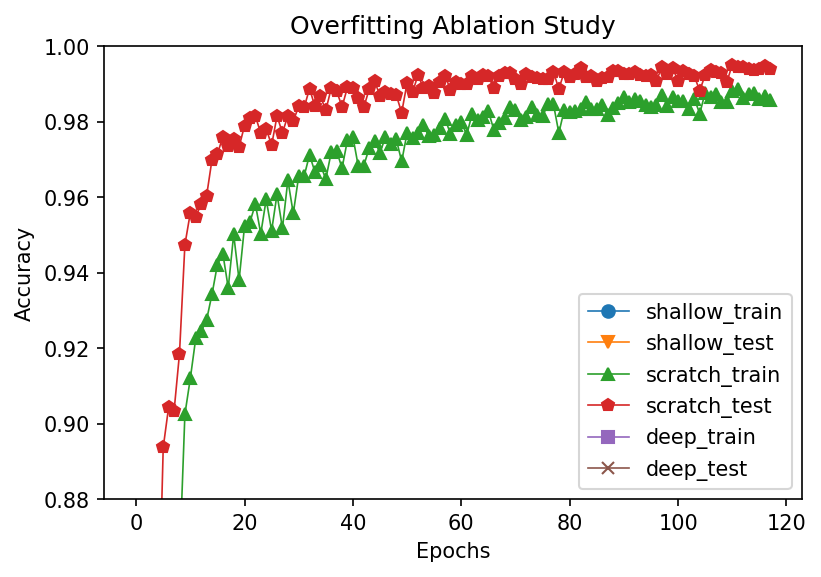 Overfitting Ablation Study
1.00
0.98
0.96
0.94
0.92
0.90
0.88
Accuracy
shallow_train
shallow_test
scratch_train
scratch_test
deep_train
deep_test
0 20 40 60 80 100 120
Epochs